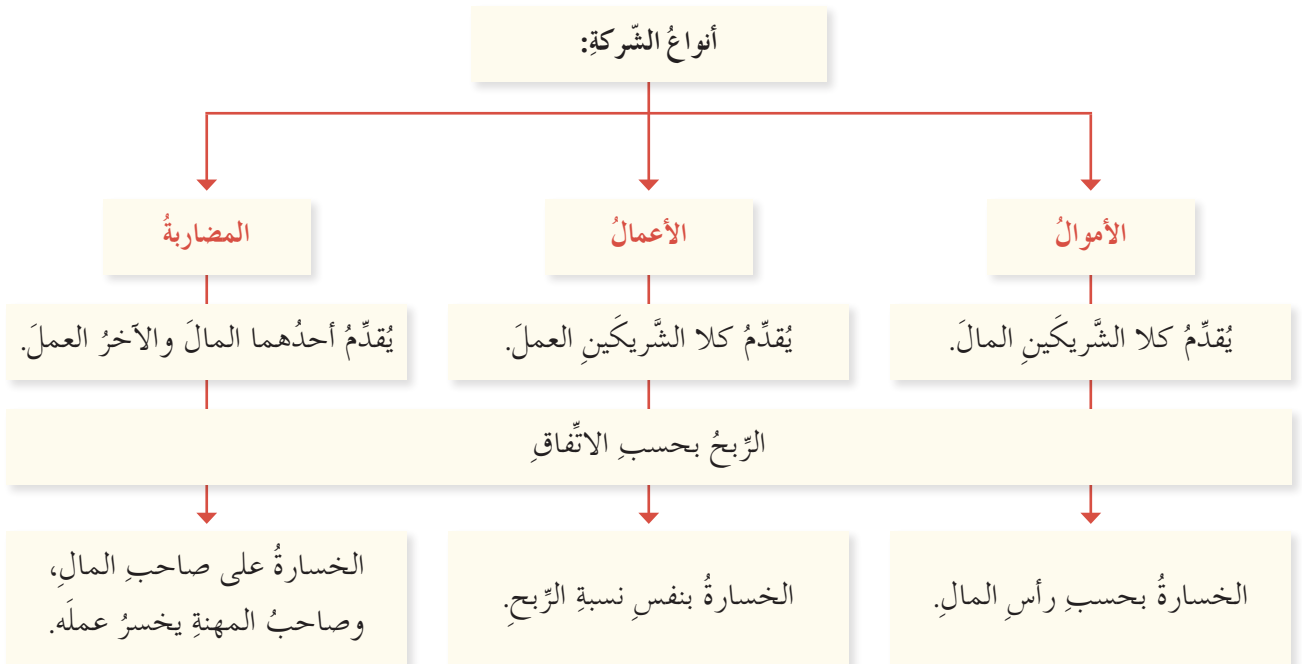 أنواعُ الشّركةِ:
الأموالُ
الأعمالُ
المضاربةُ
يُقدِّمُ كلا الشَّريكَينِ المالَ.
يُقدِّمُ كلا الشَّريكَينِ العملَ.
يُقدِّمُ أحدُهما المالَ والآخرُ العملَ.
الرِّبحُ بحسبِ الاتِّفاقِ
الخسارةُ بحسبِ رأسِ المالِ.
الخسارةُ بنفسِ نسبةِ الرِّبحِ.
الخسارةُ على صاحبِ المالِ،
وصاحبُ المهنةِ يخسرُ عملَه.